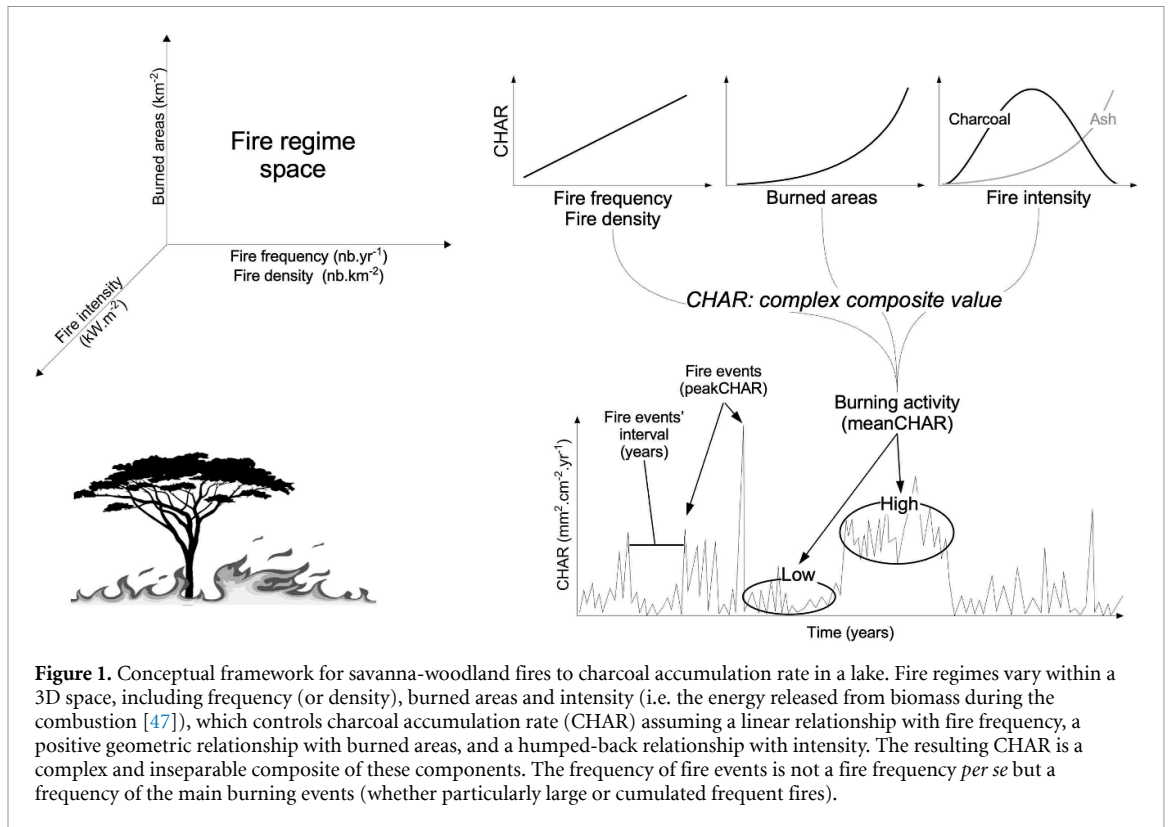 Burned areas (km⁻²)
Fire regime
space
Fire frequency (nb.yr⁻¹)
Fire density (nb.km⁻²)
Fire intensity
(kW.m⁻²)
CHAR
Fire frequency
Fire density
Burned areas
Charcoal
Ash
Fire intensity
CHAR: complex composite value
Fire events
(peakCHAR)
Fire events'
interval
(years)
Burning activity
(meanCHAR)
High
Low
CHAR (mm².cm⁻².yr⁻¹)
Time (years)
Figure 1. Conceptual framework for savanna-woodland fires to charcoal accumulation rate in a lake. Fire regimes vary within a
3D space, including frequency (or density), burned areas and intensity (i.e. the energy released from biomass during the
combustion [47]), which controls charcoal accumulation rate (CHAR) assuming a linear relationship with fire frequency, a
positive geometric relationship with burned areas, and a humped-back relationship with intensity. The resulting CHAR is a
complex and inseparable composite of these components. The frequency of fire events is not a fire frequency per se but a
frequency of the main burning events (whether particularly large or cumulated frequent fires).